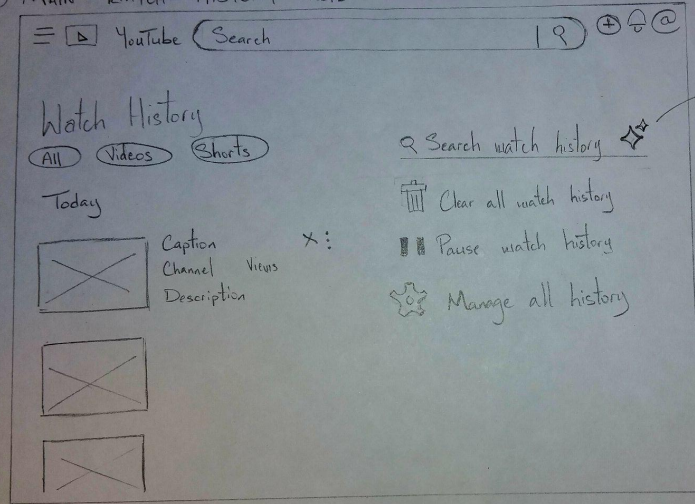 YouTube Search
@
Watch History
All Videos Shorts
Search watch history
Today
Clear all watch history
Caption
Pause watch history
Channel Views
Description
Manage all history